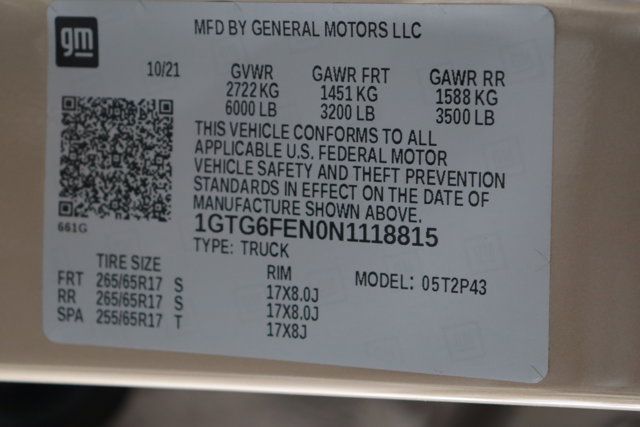 gm
MFD BY GENERAL MOTORS LLC
10/21 GVWR GAWR FRT GAWR RR
2722 KG 1451 KG 1588 KG
6000 LB 3200 LB 3500 LB
THIS VEHICLE CONFORMS TO ALL
APPLICABLE U.S. FEDERAL MOTOR
VEHICLE SAFETY AND THEFT PREVENTION
STANDARDS IN EFFECT ON THE DATE OF
MANUFACTURE SHOWN ABOVE.
661G
1GTG6FEN0N1118815
TYPE: TRUCK
TIRE SIZE RIM MODEL: 05T2P43
FRT 265/65R17 S 17X8.0J
RR 265/65R17 S 17X8.0J
SPA 255/65R17 T 17X8J